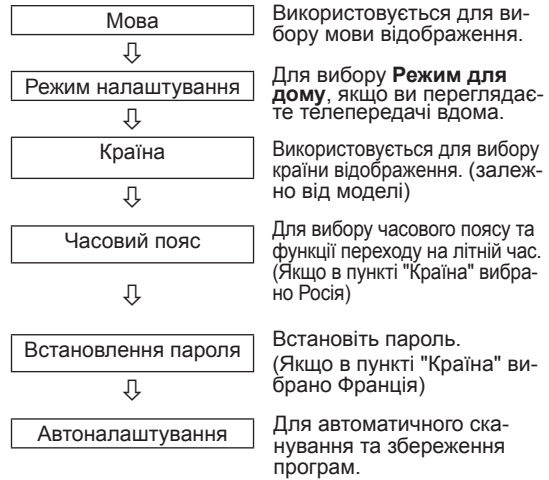 Мова
Використовується для ви-
бору мови відображення.
Режим налаштування
Для вибору Режим для
дому, якщо ви переглядає-
те телепередачі вдома.
Країна
Використовується для вибору
країни відображення. (залеж-
но від моделі)
Часовий пояс
Для вибору часового поясу та
функції переходу на літній час.
(Якщо в пункті "Країна" вибра-
но Росія)
Встановлення пароля
Встановіть пароль.
(Якщо в пункті "Країна" ви-
брано Франція)
Автоналаштування
Для автоматичного ска-
нування та збереження
програм.